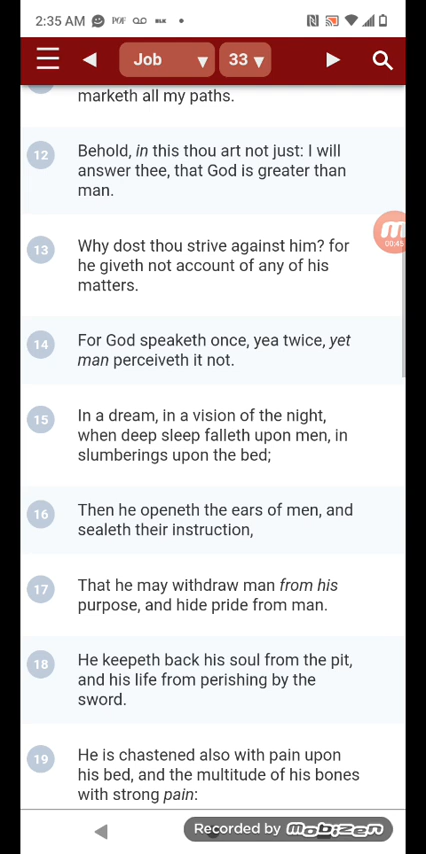 2:35 AM POF BLK
Job 33
marketh all my paths.
12 Behold, in this thou art not just: I will
answer thee, that God is greater than
man.
13 Why dost thou strive against him? for
he giveth not account of any of his
matters.
00:45
14 For God speaketh once, yea twice, yet
man perceiveth it not.
15 In a dream, in a vision of the night,
when deep sleep falleth upon men, in
slumberings upon the bed;
16 Then he openeth the ears of men, and
sealeth their instruction,
17 That he may withdraw man from his
purpose, and hide pride from man.
18 He keepeth back his soul from the pit,
and his life from perishing by the
sword.
19 He is chastened also with pain upon
his bed, and the multitude of his bones
with strong pain:
Recorded by mobizen